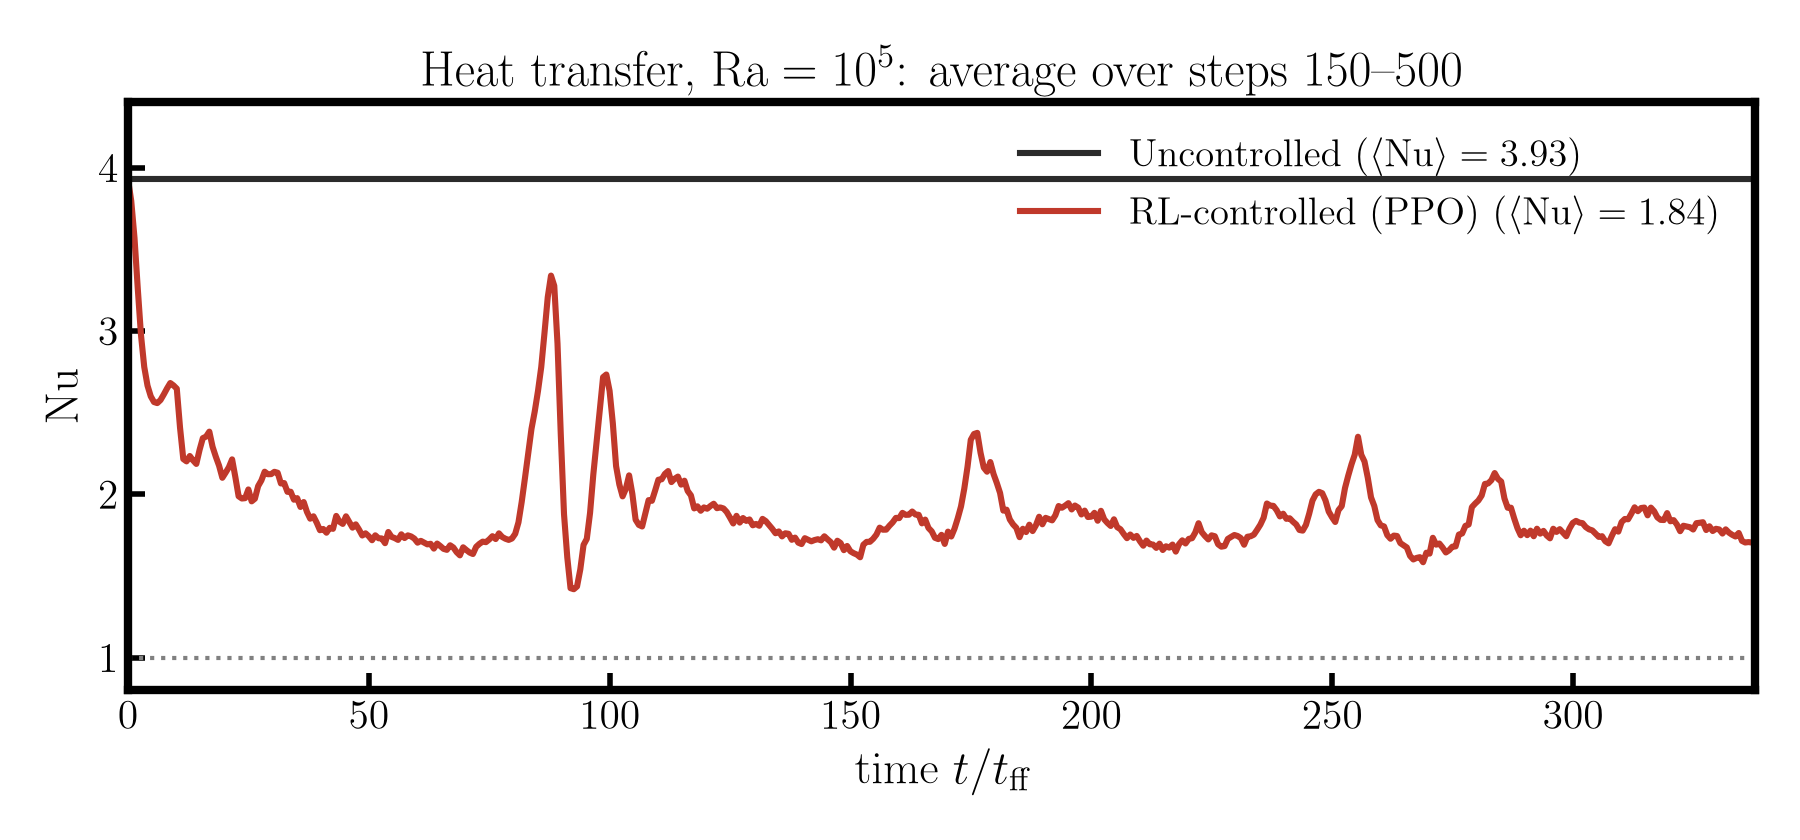 Heat transfer, Ra = 10⁵: average over steps 150–500
Uncontrolled (⟨Nu⟩ = 3.93)
RL-controlled (PPO) (⟨Nu⟩ = 1.84)
Nu
4
3
2
1
0 50 100 150 200 250 300
time t/t_ff